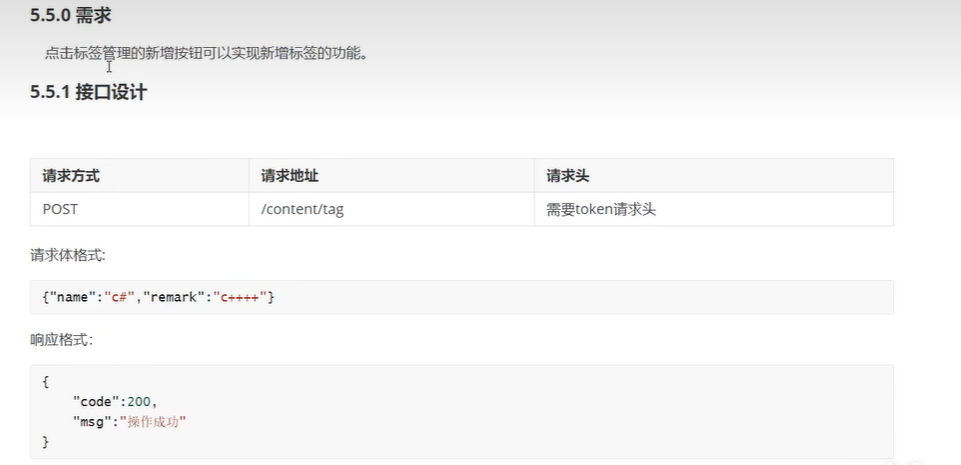 5.5.0 需求
点击标签管理的新增按钮可以实现新增标签的功能。
5.5.1 接口设计
请求方式 请求地址 请求头
POST /content/tag 需要token请求头
请求体格式:
{"name":"c#","remark":"c++++"}
响应格式:
{
"code":200,
"msg":"操作成功"
}